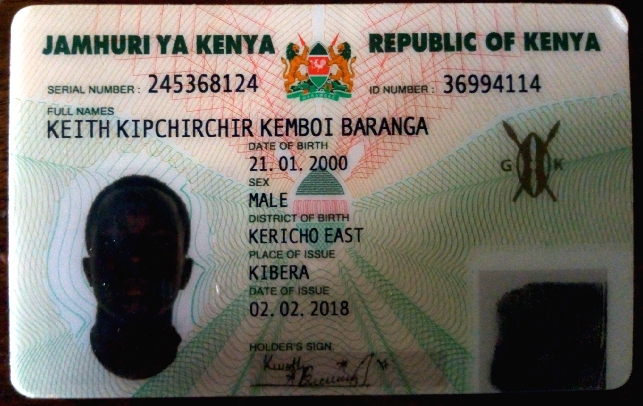 JAMHURI YA KENYA REPUBLIC OF KENYA
SERIAL NUMBER : 245368124 ID NUMBER : 36994114
FULL NAMES
KEITH KIPCHIRCHIR KEMBOI BARANGA
DATE OF BIRTH
21. 01. 2000
G K
SEX
MALE
DISTRICT OF BIRTH
KERICHO EAST
PLACE OF ISSUE
KIBERA
DATE OF ISSUE
02. 02. 2018
HOLDER'S SIGN.